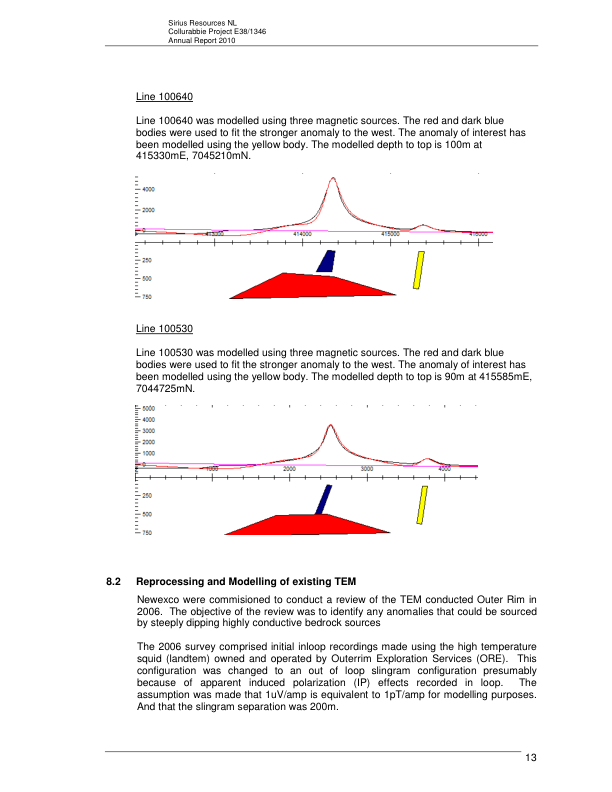 Sirius Resources NL
Collurabbie Project E38/1346
Annual Report 2010
Line 100640
Line 100640 was modelled using three magnetic sources. The red and dark blue
bodies were used to fit the stronger anomaly to the west. The anomaly of interest has
been modelled using the yellow body. The modelled depth to top is 100m at
415330mE, 7045210mN.
4000
2000
414000
415000
250
500
750
Line 100530
Line 100530 was modelled using three magnetic sources. The red and dark blue
bodies were used to fit the stronger anomaly to the west. The anomaly of interest has
been modelled using the yellow body. The modelled depth to top is 90m at 415585mE,
7044725mN.
5000
4000
3000
2000
1000
1000 2000 3000 4000
250
500
750
8.2 Reprocessing and Modelling of existing TEM
Newexco were commisioned to conduct a review of the TEM conducted Outer Rim in
2006. The objective of the review was to identify any anomalies that could be sourced
by steeply dipping highly conductive bedrock sources
The 2006 survey comprised initial inloop recordings made using the high temperature
squid (landtem) owned and operated by Outerrim Exploration Services (ORE). This
configuration was changed to an out of loop slingram configuration presumably
because of apparent induced polarization (IP) effects recorded in loop. The
assumption was made that 1uV/amp is equivalent to 1pT/amp for modelling purposes.
And that the slingram separation was 200m.
13